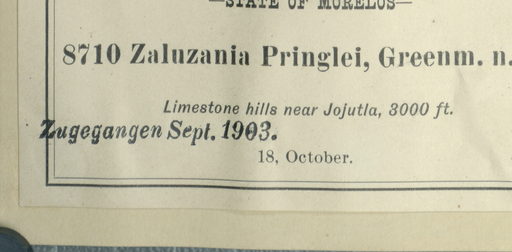 —STATE OF MORELOS—
8710 Zaluzania Pringlei, Greenm. n.
Limestone hills near Jojutla, 3000 ft.
Zugegangen Sept. 1903.
18, October.